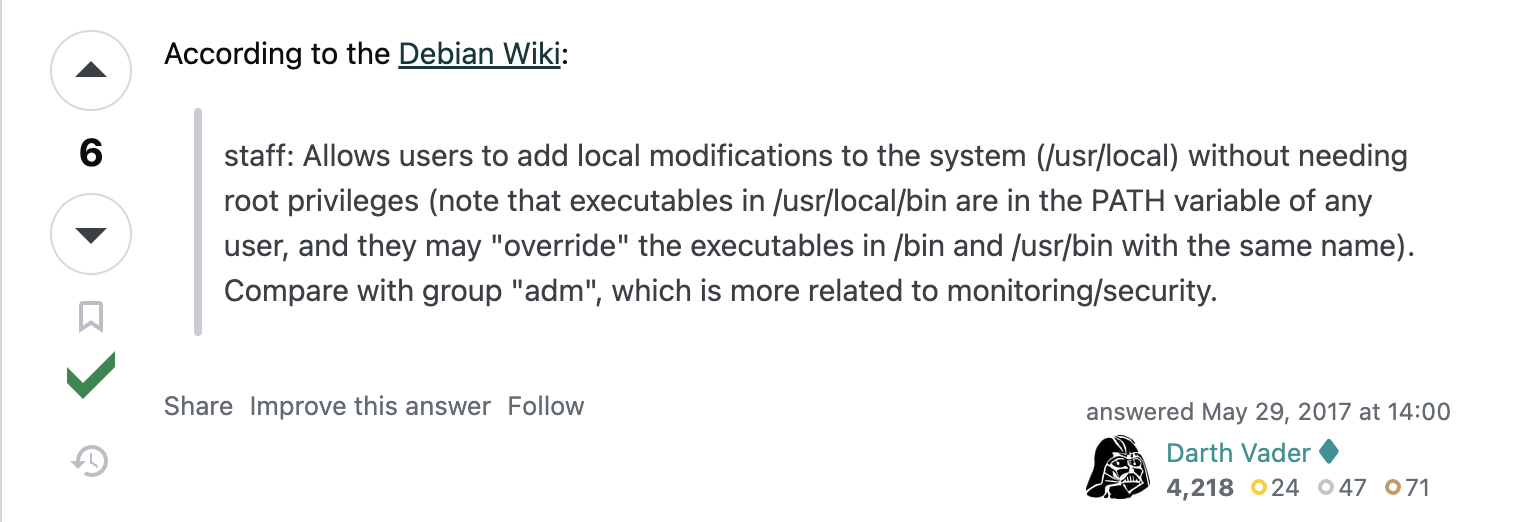 According to the Debian Wiki:
6
staff: Allows users to add local modifications to the system (/usr/local) without needing
root privileges (note that executables in /usr/local/bin are in the PATH variable of any
user, and they may "override" the executables in /bin and /usr/bin with the same name).
Compare with group "adm", which is more related to monitoring/security.
Share Improve this answer Follow
answered May 29, 2017 at 14:00
Darth Vader
4,218 24 47 71